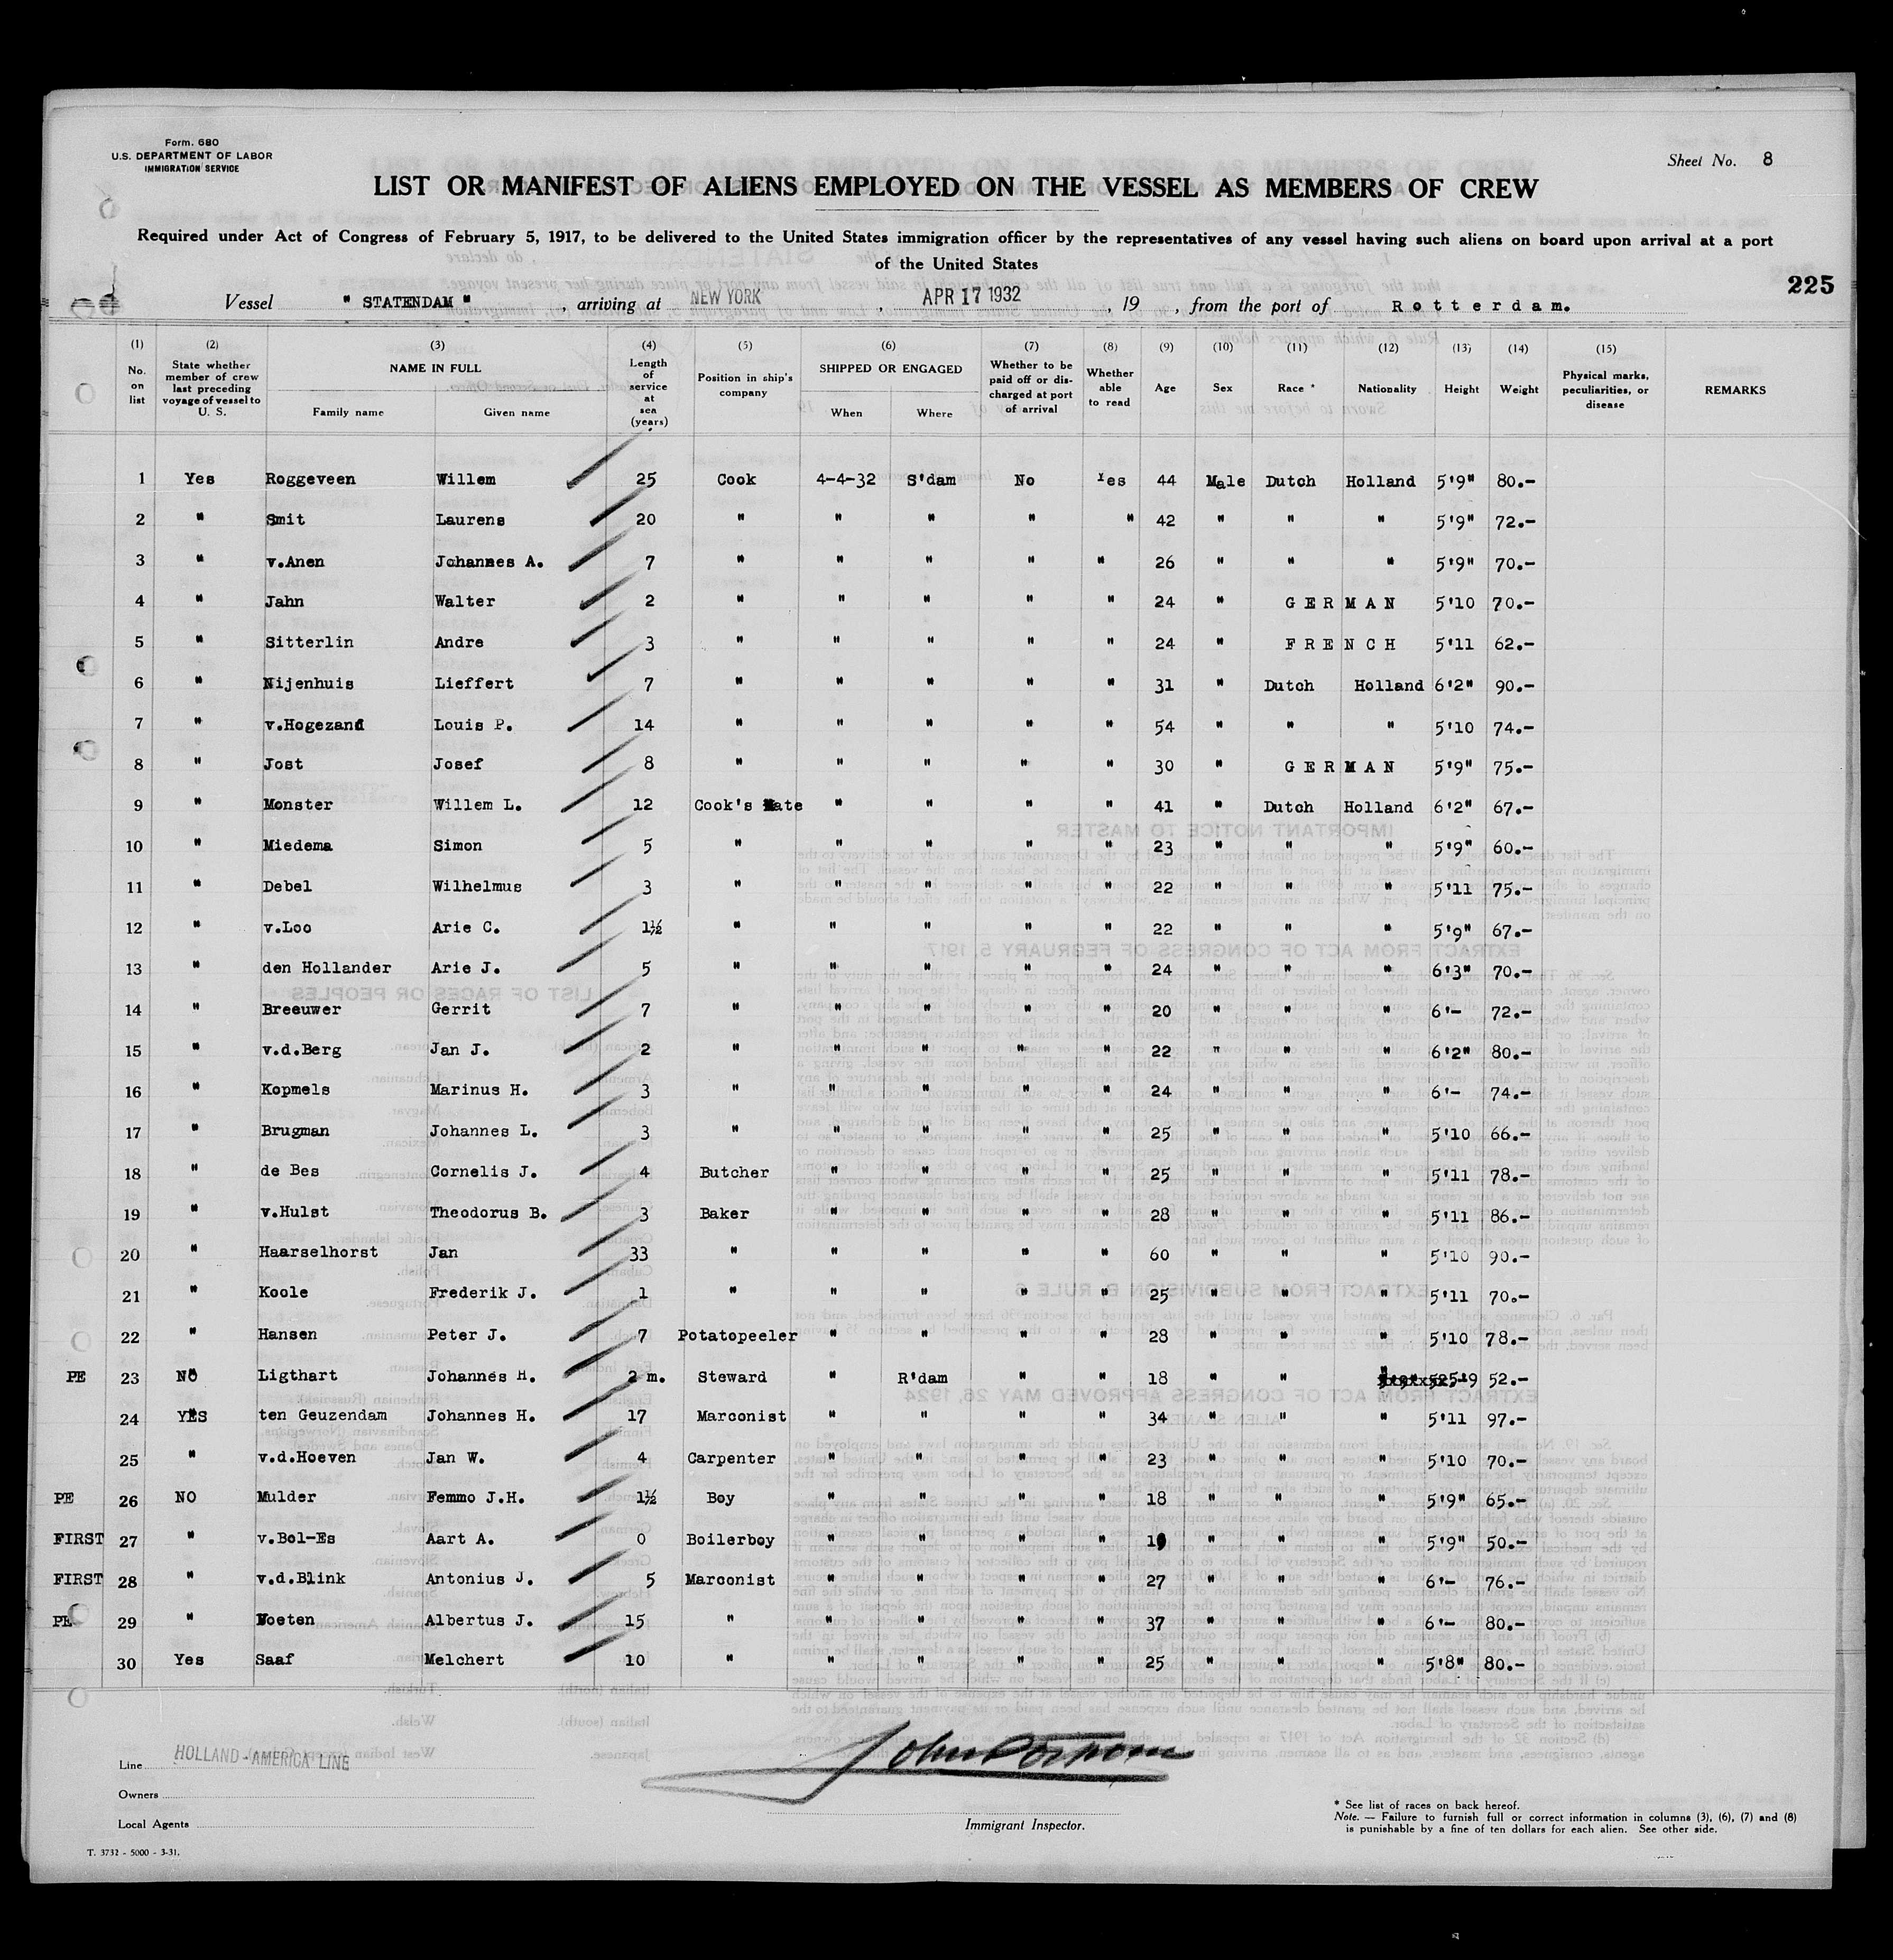 Form. 680
U.S. DEPARTMENT OF LABOR
IMMIGRATION SERVICE
Sheet No. 8
LIST OR MANIFEST OF ALIENS EMPLOYED ON THE VESSEL AS MEMBERS OF CREW
Required under Act of Congress of February 5, 1917, to be delivered to the United States immigration officer by the representatives of any vessel having such aliens on board upon arrival at a port
of the United States
225
Vessel " STATENDAM " , arriving at NEW YORK , APR 17 1932 , 19 , from the port of Rotterdam.
(1) No. on list (2) State whether member of crew last preceding voyage of vessel to U. S. (3) NAME IN FULL Family name Given name (4) Length of service at sea (years) (5) Position in ship's company (6) SHIPPED OR ENGAGED When Where (7) Whether to be paid off or discharged at port of arrival (8) Whether able to read (9) Age (10) Sex (11) Race * (12) Nationality (13) Height (14) Weight (15) Physical marks, peculiarities, or disease REMARKS
1 Yes Roggeveen Willem 25 Cook 4-4-32 S'dam No Yes 44 Male Dutch Holland 5'9" 80.-
2 " Smit Laurens 20 " " " " " 42 " " " 5'9" 72.-
3 " v.Anen Johannes A. 7 " " " " " 26 " " " 5'9" 70.-
4 " Jahn Walter 2 " " " " " 24 " GERMAN 5'10 70.-
5 " Sitterlin Andre 3 " " " " " 24 " FRENCH 5'11 62.-
6 " Nijenhuis Lieffert 7 " " " " " 31 " Dutch Holland 6'2" 90.-
7 " v.Hogezand Louis P. 14 " " " " " 54 " " " 5'10 74.-
8 " Jost Josef 8 " " " " " 30 " GERMAN 5'9" 75.-
9 " Monster Willem L. 12 Cook's Mate " " " " 41 " Dutch Holland 6'2" 67.-
10 " Miedema Simon 5 " " " " " 23 " " " 5'9" 60.-
11 " Debel Wilhelmus 3 " " " " " 22 " " " 5'11 75.-
12 " v.Loo Arie C. 1½ " " " " " 22 " " " 5'9" 67.-
13 " den Hollander Arie J. 5 " " " " " 24 " " " 6'3" 70.-
14 " Breeuwer Gerrit 7 " " " " " 20 " " " 6'- 72.-
15 " v.d.Berg Jan J. 2 " " " " " 22 " " " 6'2" 80.-
16 " Kopmels Marinus H. 3 " " " " " 24 " " " 6'- 74.-
17 " Brugman Johannes L. 3 " " " " " 25 " " " 5'10 66.-
18 " de Bes Cornelis J. 4 Butcher " " " " 25 " " " 5'11 78.-
19 " v.Hulst Theodorus B. 3 Baker " " " " 28 " " " 5'11 86.-
20 " Haarselhorst Jan 33 " " " " " 60 " " " 5'10 90.-
21 " Koole Frederik J. 1 " " " " " 25 " " " 5'11 70.-
22 " Hansen Peter J. 7 Potatopeeler " " " " 28 " " " 5'10 78.-
PE 23 NO Ligthart Johannes H. 2 m. Steward " R'dam " " 18 " " " 5'9 52.-
24 YES ten Geuzendam Johannes H. 17 Marconist " " " " 34 " " " 5'11 97.-
25 " v.d.Hoeven Jan W. 4 Carpenter " " " " 23 " " " 5'10 70.-
PE 26 NO Mulder Femmo J.H. 1½ Boy " " " " 18 " " " 5'9" 65.-
FIRST 27 " v.Bol-Es Aart A. 0 Boilerboy " " " " " " " 5'9" 50.-
FIRST 28 " v.d.Blink Antonius J. 5 Marconist " " " " 27 " " " 6'- 76.-
PE 29 " Noeten Albertus J. 15 " " " " " 37 " " " 6'- 80.-
30 Yes Saaf Melchert 10 " " " " " 25 " " " 5'8" 80.-
Line HOLLAND-AMERICA LINE
Owners
Local Agents
Immigrant Inspector.
* See list of races on back hereof.
Note. — Failure to furnish full or correct information in columns (3), (6), (7) and (8)
is punishable by a fine of ten dollars for each alien. See other side.
T. 3732 - 5000 - 3-31.